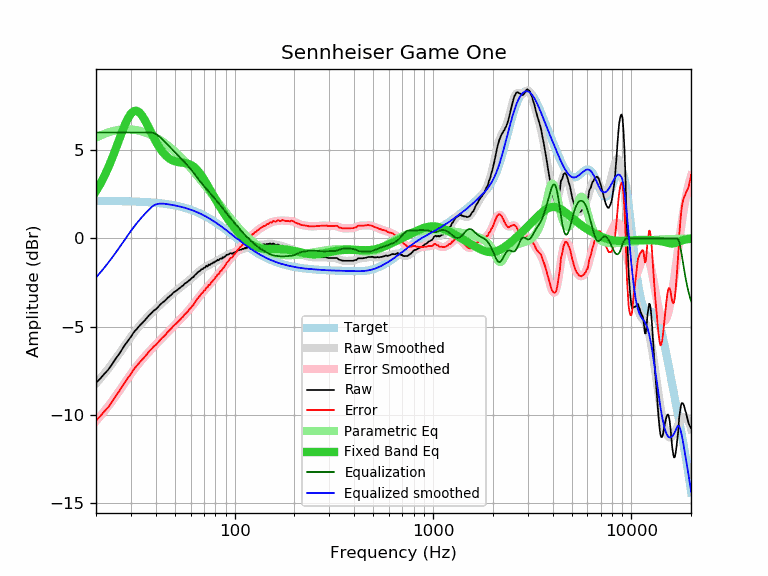 Sennheiser Game One
Amplitude (dBr)
5
0
−5
−10
−15
Target
Raw Smoothed
Error Smoothed
Raw
Error
Parametric Eq
Fixed Band Eq
Equalization
Equalized smoothed
100
1000
10000
Frequency (Hz)